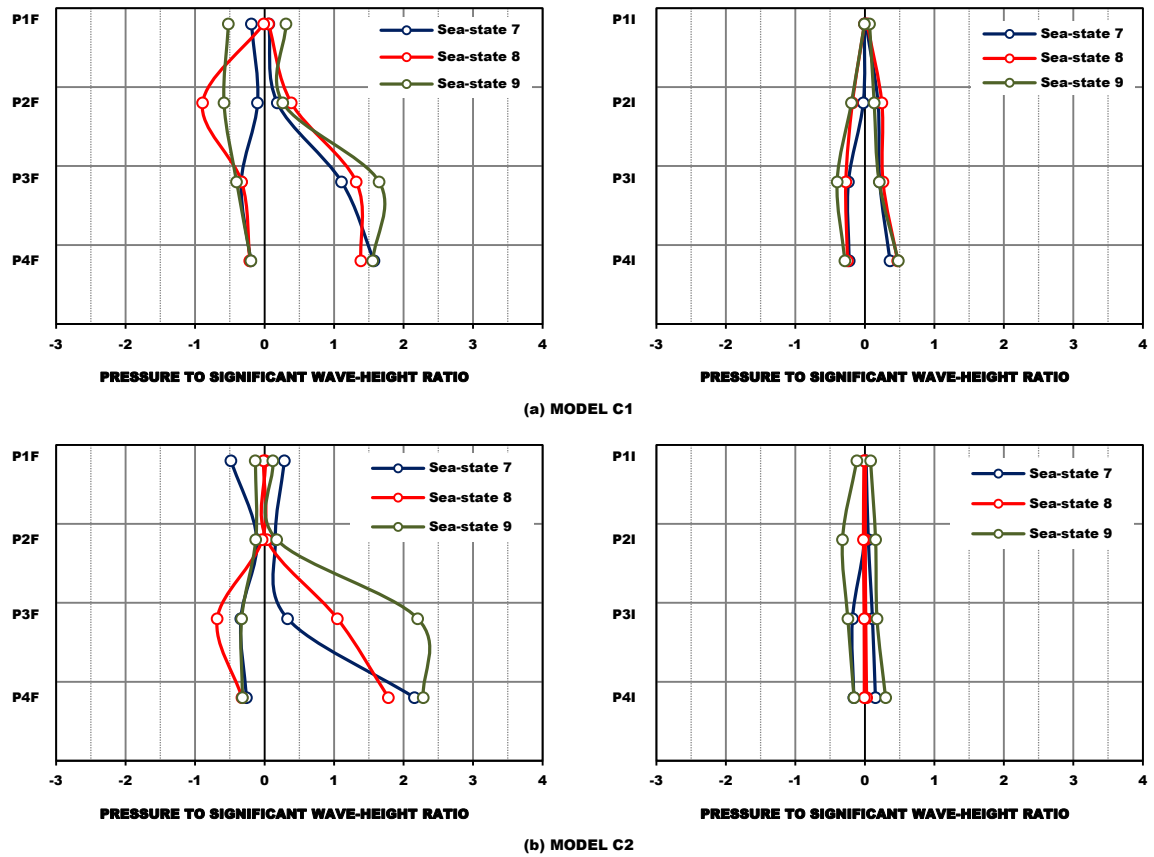 P1F
Sea-state 7
Sea-state 8
Sea-state 9
P2F
P3F
P4F
-3 -2 -1 0 1 2 3 4
PRESSURE TO SIGNIFICANT WAVE-HEIGHT RATIO
P1I
Sea-state 7
Sea-state 8
Sea-state 9
P2I
P3I
P4I
-3 -2 -1 0 1 2 3 4
PRESSURE TO SIGNIFICANT WAVE-HEIGHT RATIO
(a) MODEL C1
P1F
Sea-state 7
Sea-state 8
Sea-state 9
P2F
P3F
P4F
-3 -2 -1 0 1 2 3 4
PRESSURE TO SIGNIFICANT WAVE-HEIGHT RATIO
P1I
Sea-state 7
Sea-state 8
Sea-state 9
P2I
P3I
P4I
-3 -2 -1 0 1 2 3 4
PRESSURE TO SIGNIFICANT WAVE-HEIGHT RATIO
(b) MODEL C2